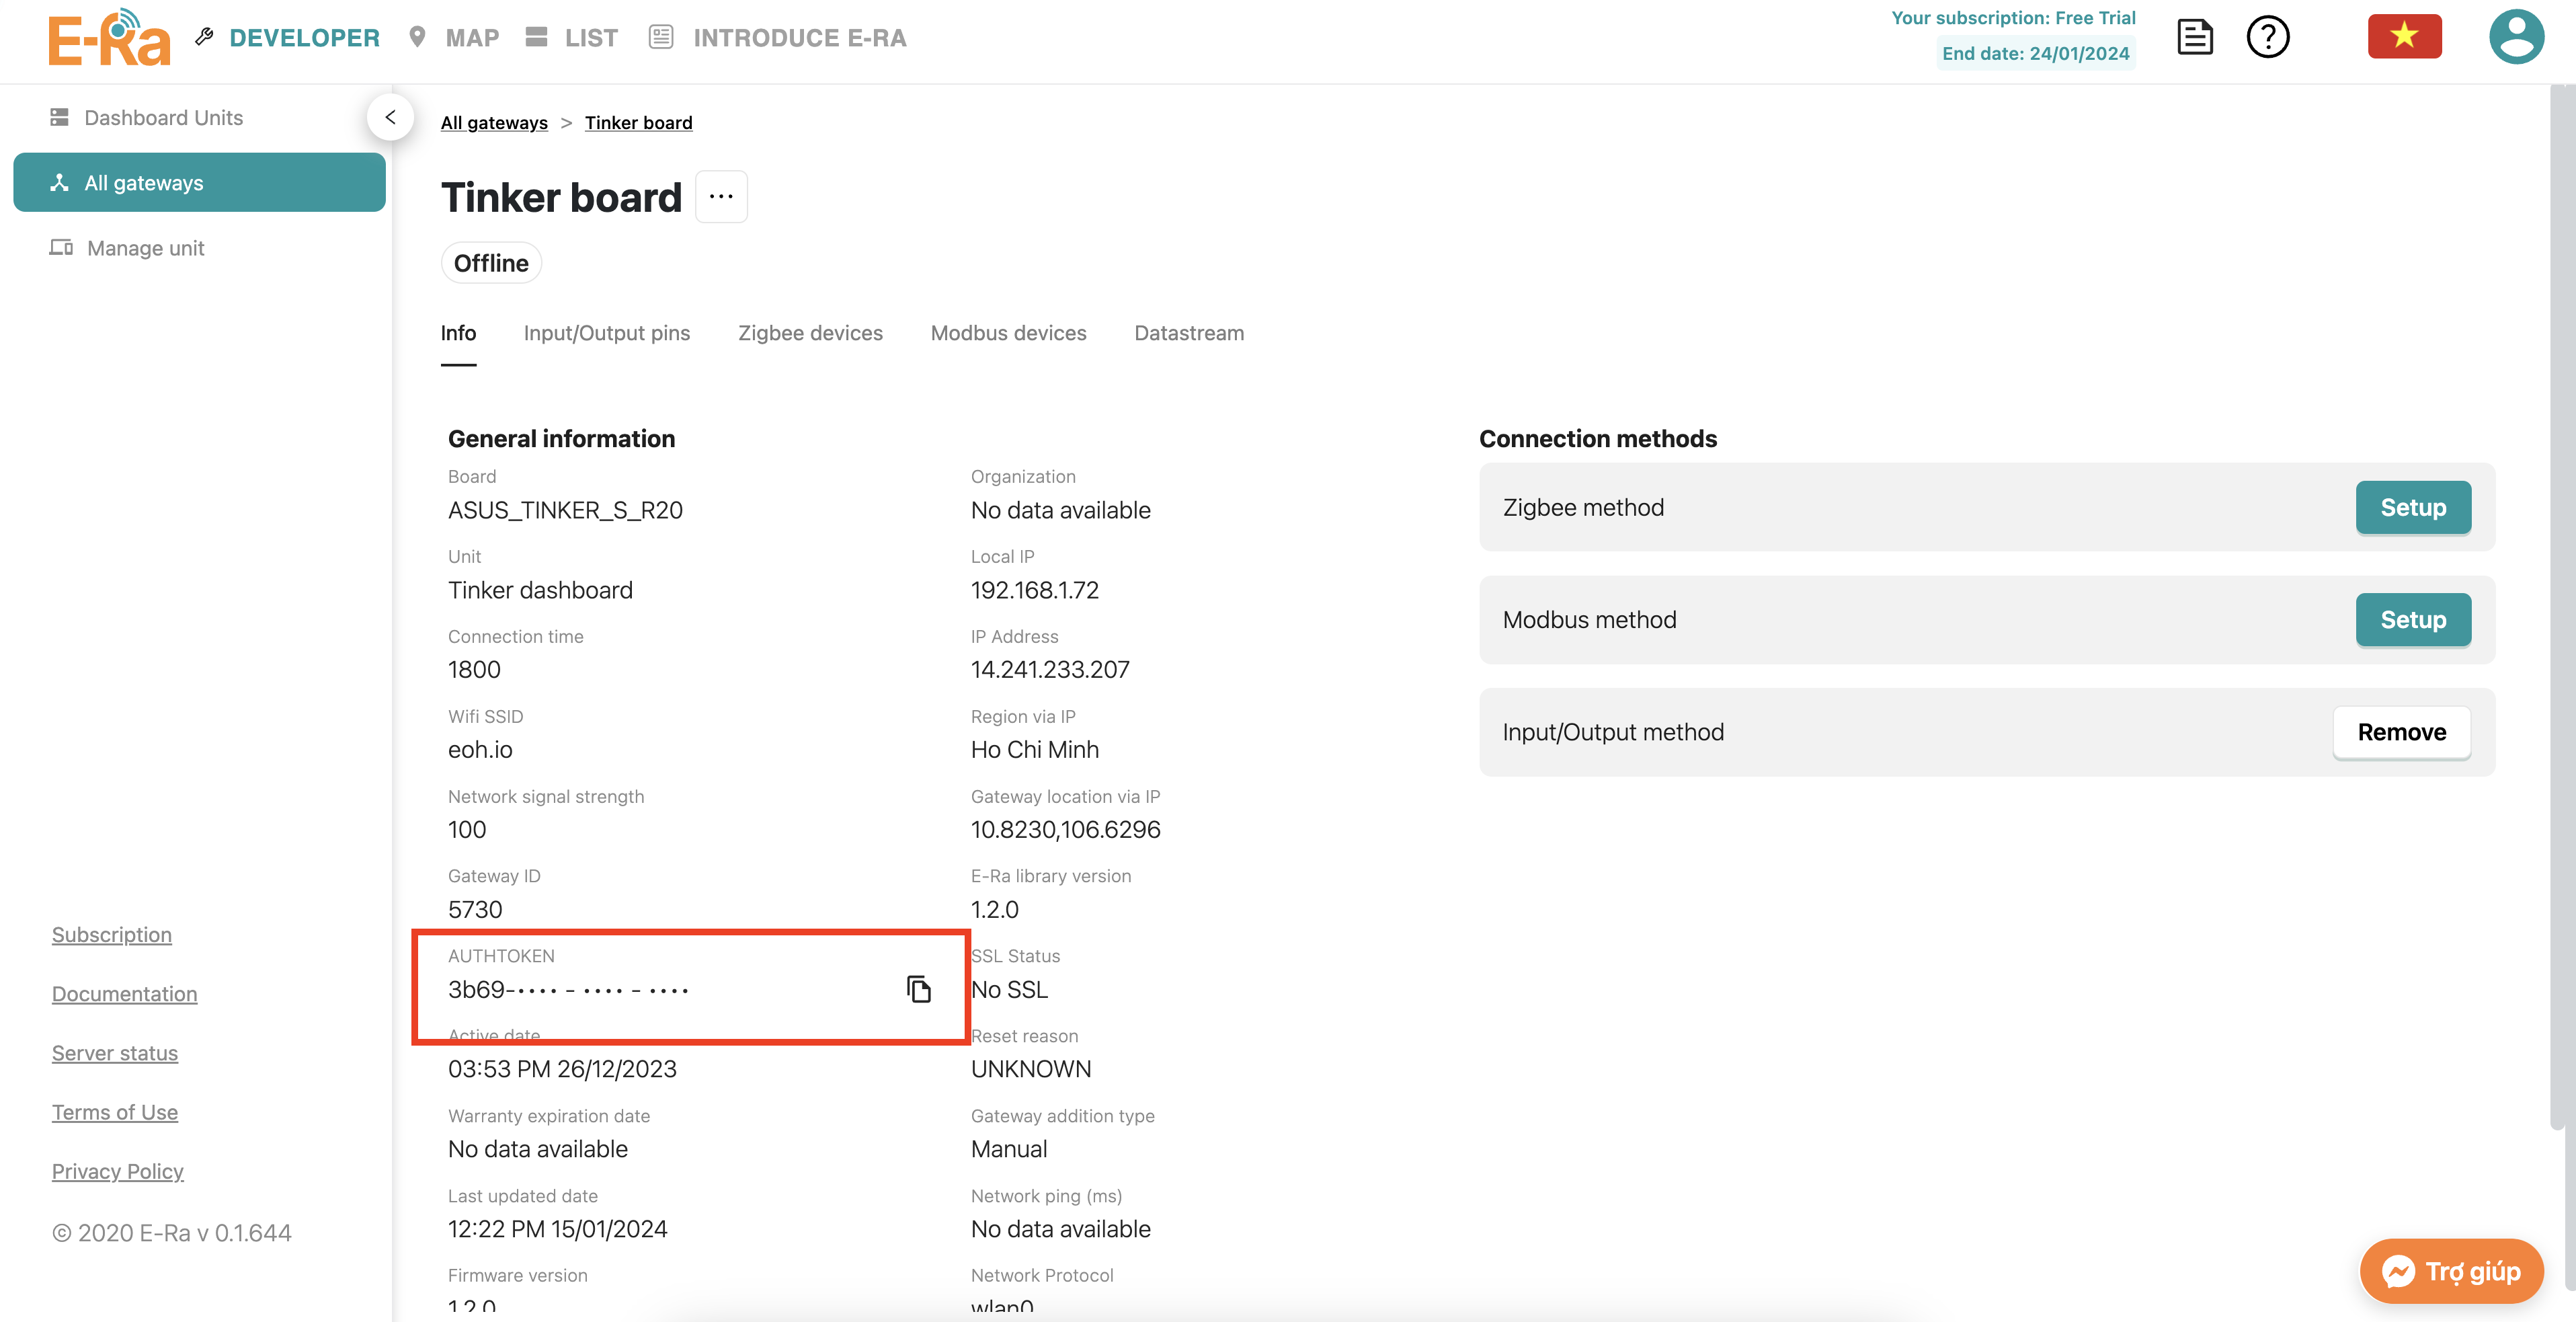 E-Ra DEVELOPER MAP LIST INTRODUCE E-RA
Your subscription: Free Trial
End date: 24/01/2024
Dashboard Units
All gateways
Manage unit
Subscription
Documentation
Server status
Terms of Use
Privacy Policy
© 2020 E-Ra v 0.1.644
All gateways > Tinker board
Tinker board ...
Offline
Info Input/Output pins Zigbee devices Modbus devices Datastream
General information
Board
ASUS_TINKER_S_R20
Unit
Tinker dashboard
Connection time
1800
Wifi SSID
eoh.io
Network signal strength
100
Gateway ID
5730
AUTHTOKEN
3b69-•••• - •••• - ••••
Active date
03:53 PM 26/12/2023
Warranty expiration date
No data available
Last updated date
12:22 PM 15/01/2024
Firmware version
1.2.0
Organization
No data available
Local IP
192.168.1.72
IP Address
14.241.233.207
Region via IP
Ho Chi Minh
Gateway location via IP
10.8230,106.6296
E-Ra library version
1.2.0
SSL Status
No SSL
Reset reason
UNKNOWN
Gateway addition type
Manual
Network ping (ms)
No data available
Network Protocol
wlan0
Connection methods
Zigbee method Setup
Modbus method Setup
Input/Output method Remove
Trợ giúp